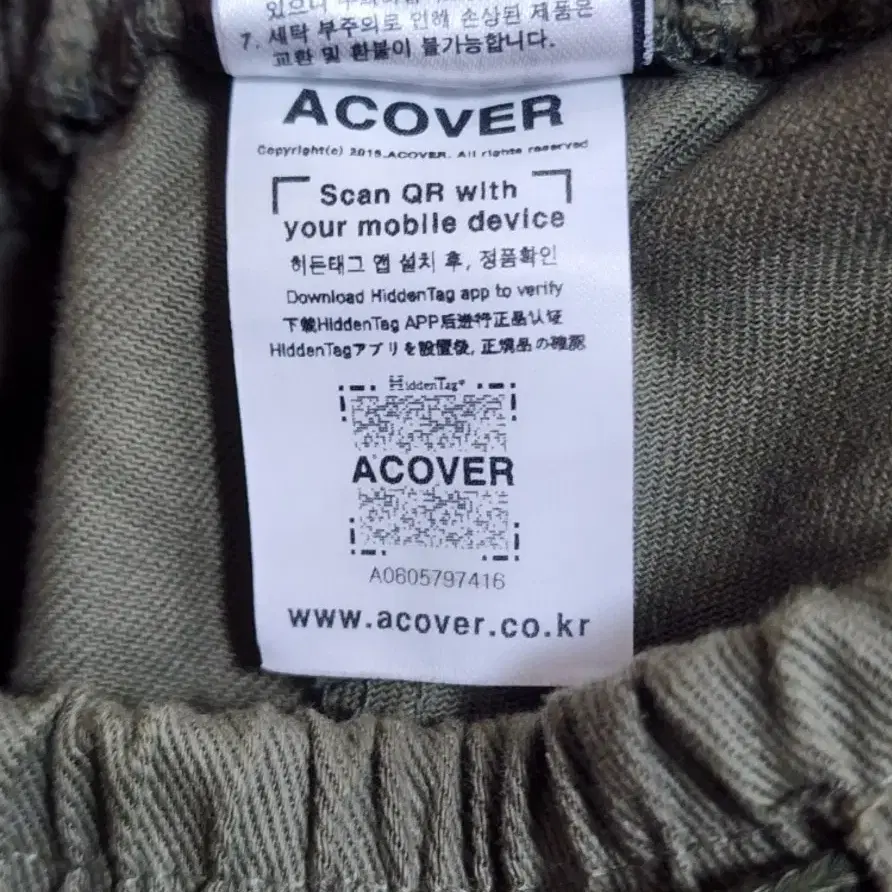 있으니
7. 세탁 부주의로 인해 손상된 제품은
교환 및 환불이 불가능합니다.
ACOVER
Copyright(c) 2015.ACOVER. All rights reserved
Scan QR with
your mobile device
히든태그 앱 설치 후, 정품확인
Download HiddenTag app to verify
下载HiddenTag APP后进行正品认证
HiddenTagアプリを設置後, 正規品の確認
HiddenTag®
ACOVER
A0605797416
www.acover.co.kr